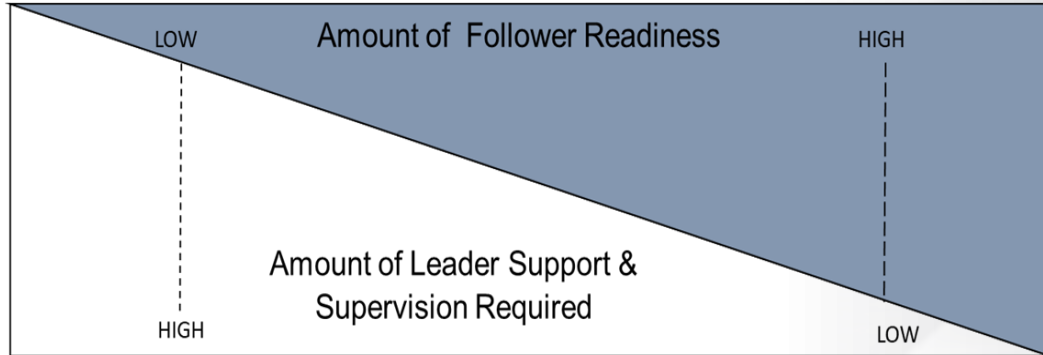 LOW Amount of Follower Readiness HIGH
Amount of Leader Support &
Supervision Required
HIGH LOW